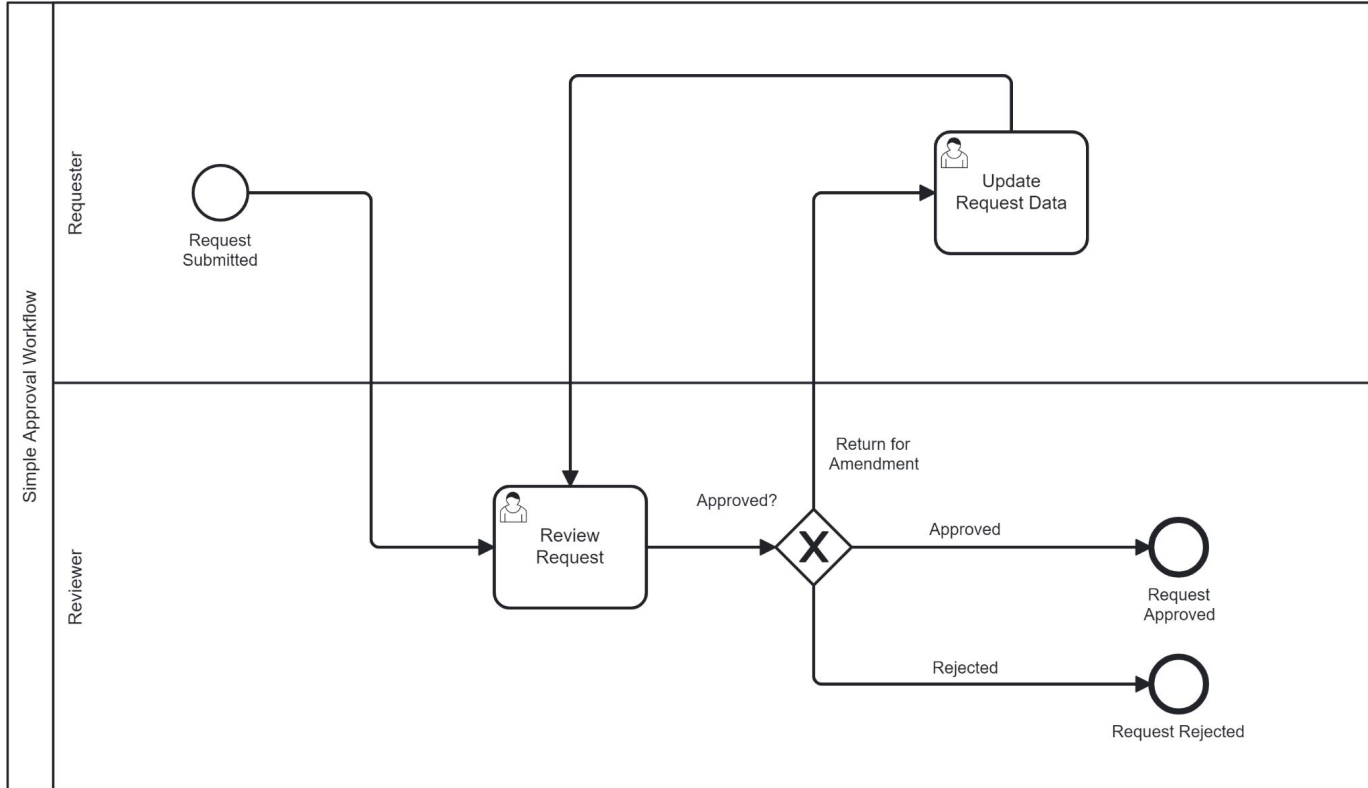 Simple Approval Workflow
Requester
Request
Submitted
Update
Request Data
Reviewer
Review
Request
Approved?
Return for
Amendment
X
Approved
Request
Approved
Rejected
Request Rejected